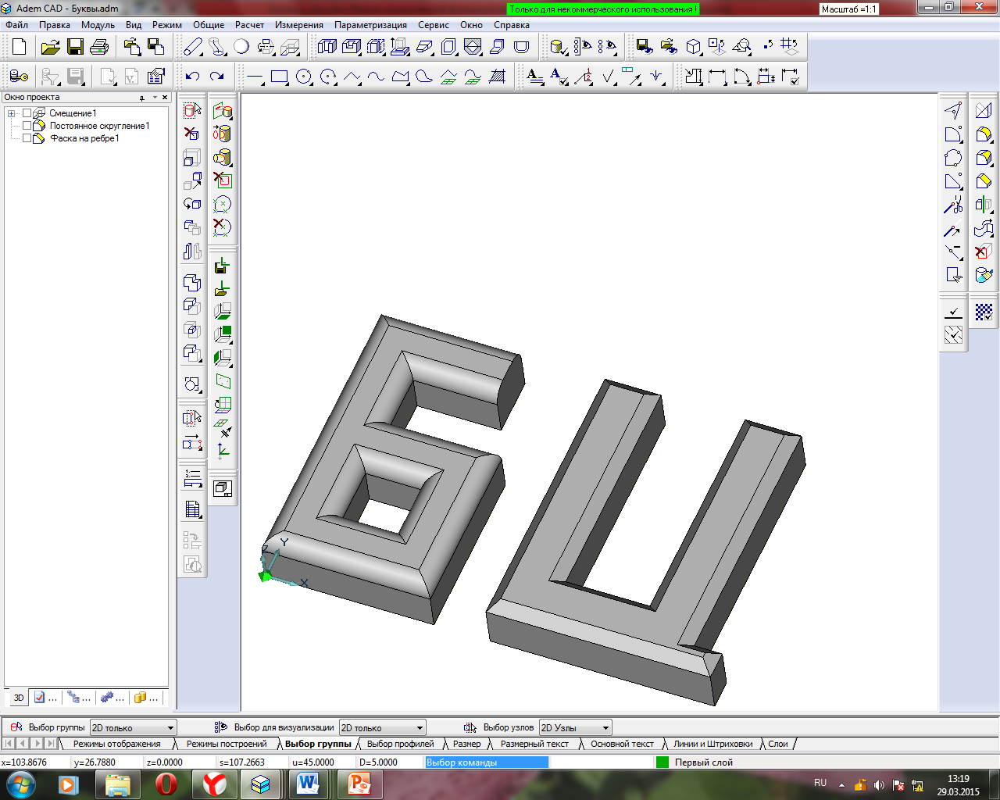 Adem CAD - Буквы.adm
Только для некоммерческого использования !
Масштаб =1:1
Файл Правка Модуль Вид Режим Общие Расчет Измерения Параметризация Сервис Окно Справка
Окно проекта
Смещение1
Постоянное скругление1
Фаска на ребре1
Z Y
X
3D ... ... ... ...
Выбор группы 2D только Выбор для визуализации 2D только Выбор узлов 2D Узлы
Режимы отображения Режимы построений Выбор группы Выбор профилей Размер Размерный текст Основной текст Линии и Штриховки Слои
x=103.8676 y=26.7880 z=0.0000 s=107.2663 u=45.0000 D=5.0000 Выбор команды Первый слой
RU 13:19
29.03.2015